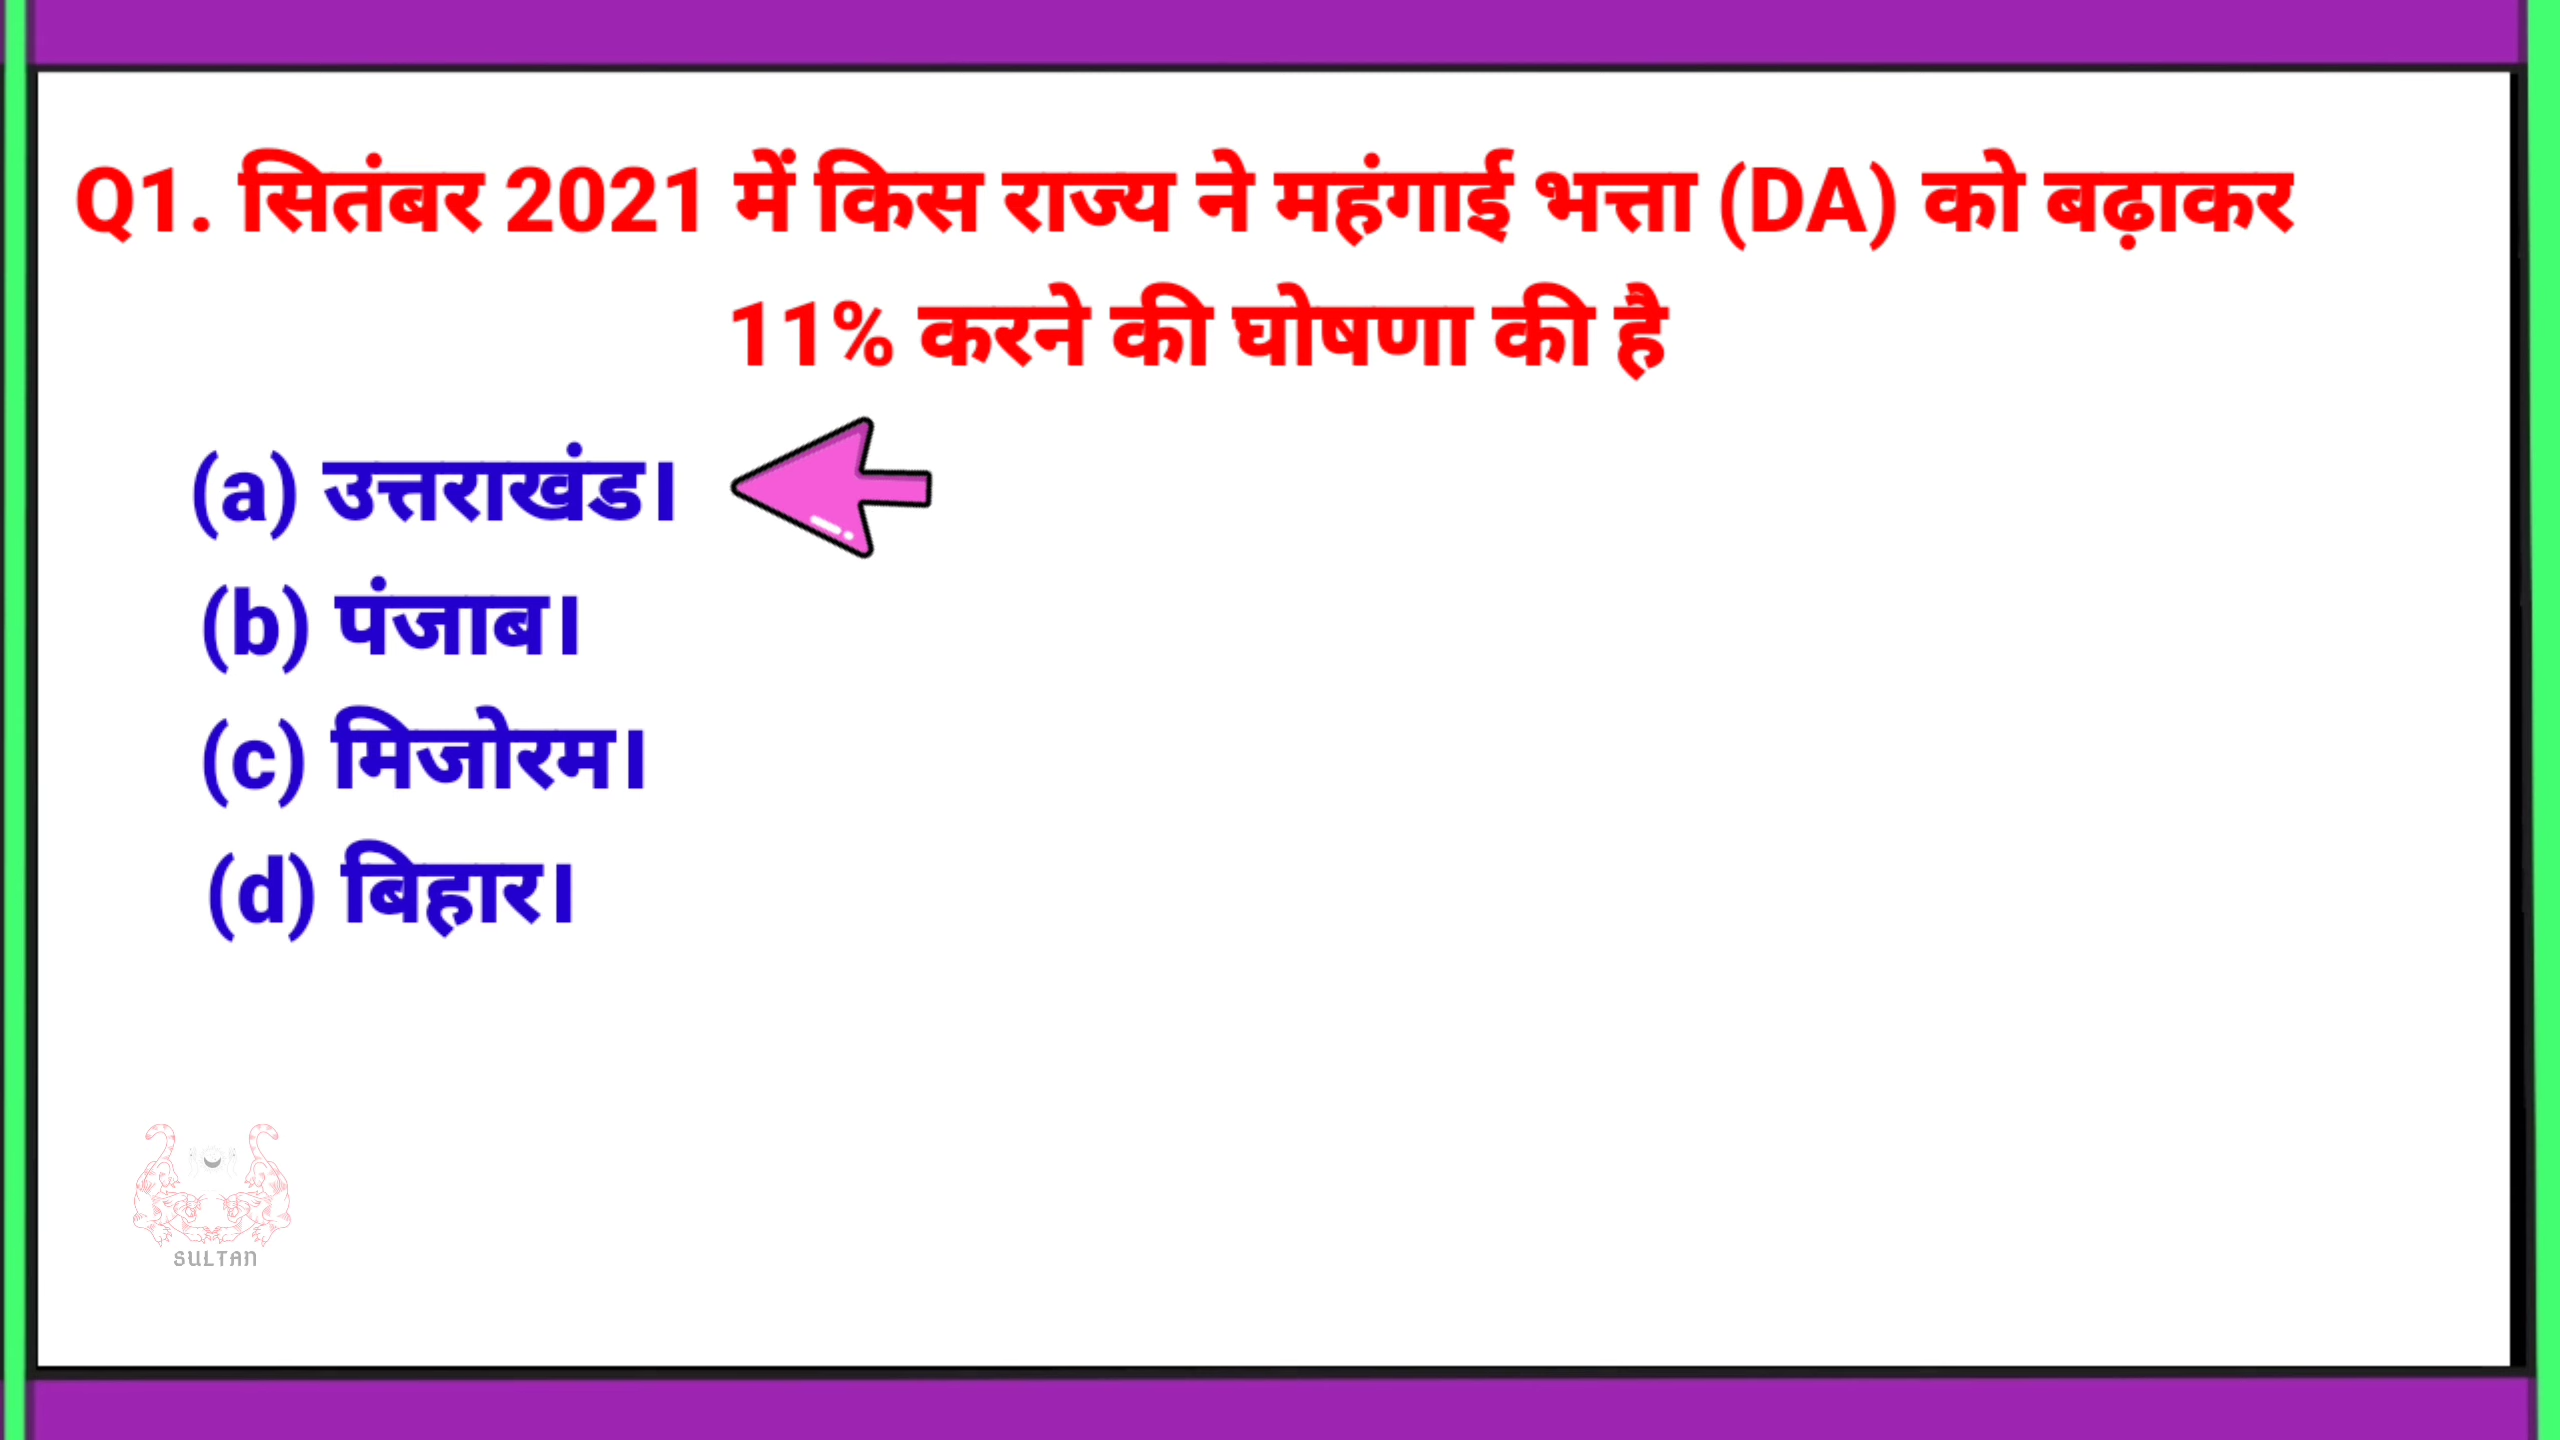 Q1. सितंबर 2021 में किस राज्य ने महंगाई भत्ता (DA) को बढ़ाकर
11% करने की घोषणा की है
(a) उत्तराखंड।
(b) पंजाब।
(c) मिजोरम।
(d) बिहार।
SULTAN